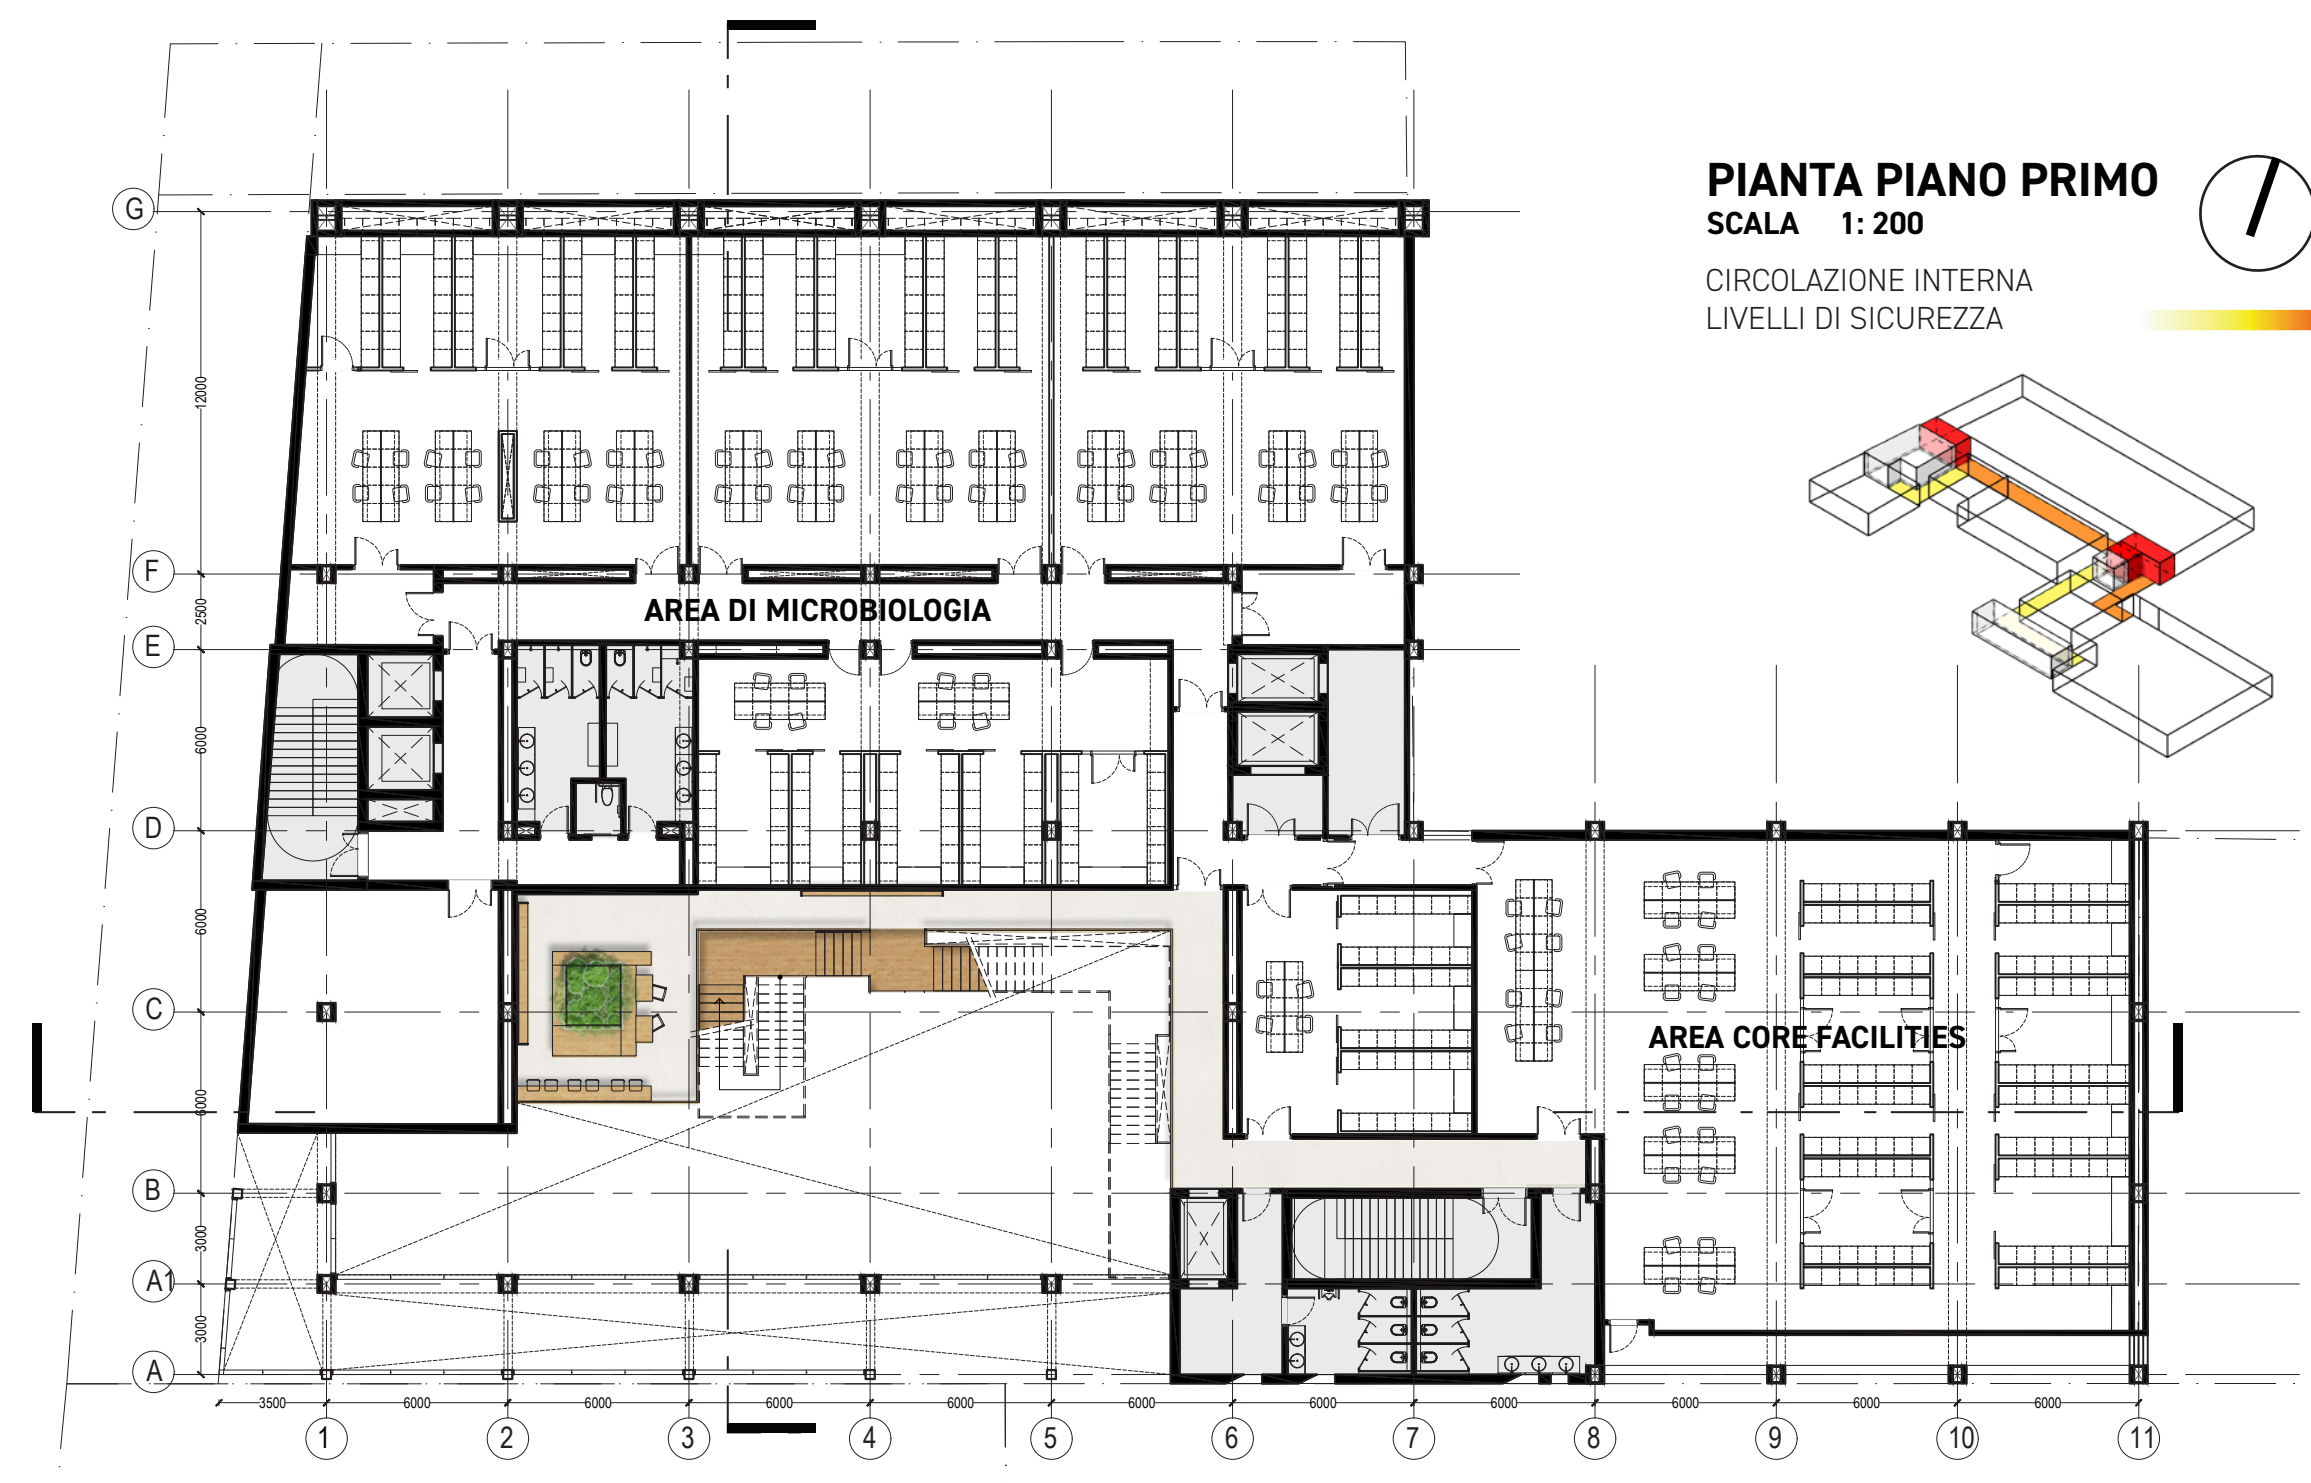 PIANTA PIANO PRIMO
SCALA 1: 200
CIRCOLAZIONE INTERNA
LIVELLI DI SICUREZZA
G
12000
F
2500
AREA DI MICROBIOLOGIA
E
6000
D
6000
C
AREA CORE FACILITIES
6000
B
3000
A1
3000
A
3500 6000 6000 6000 6000 6000 6000 6000 6000 6000 6000
1 2 3 4 5 6 7 8 9 10 11